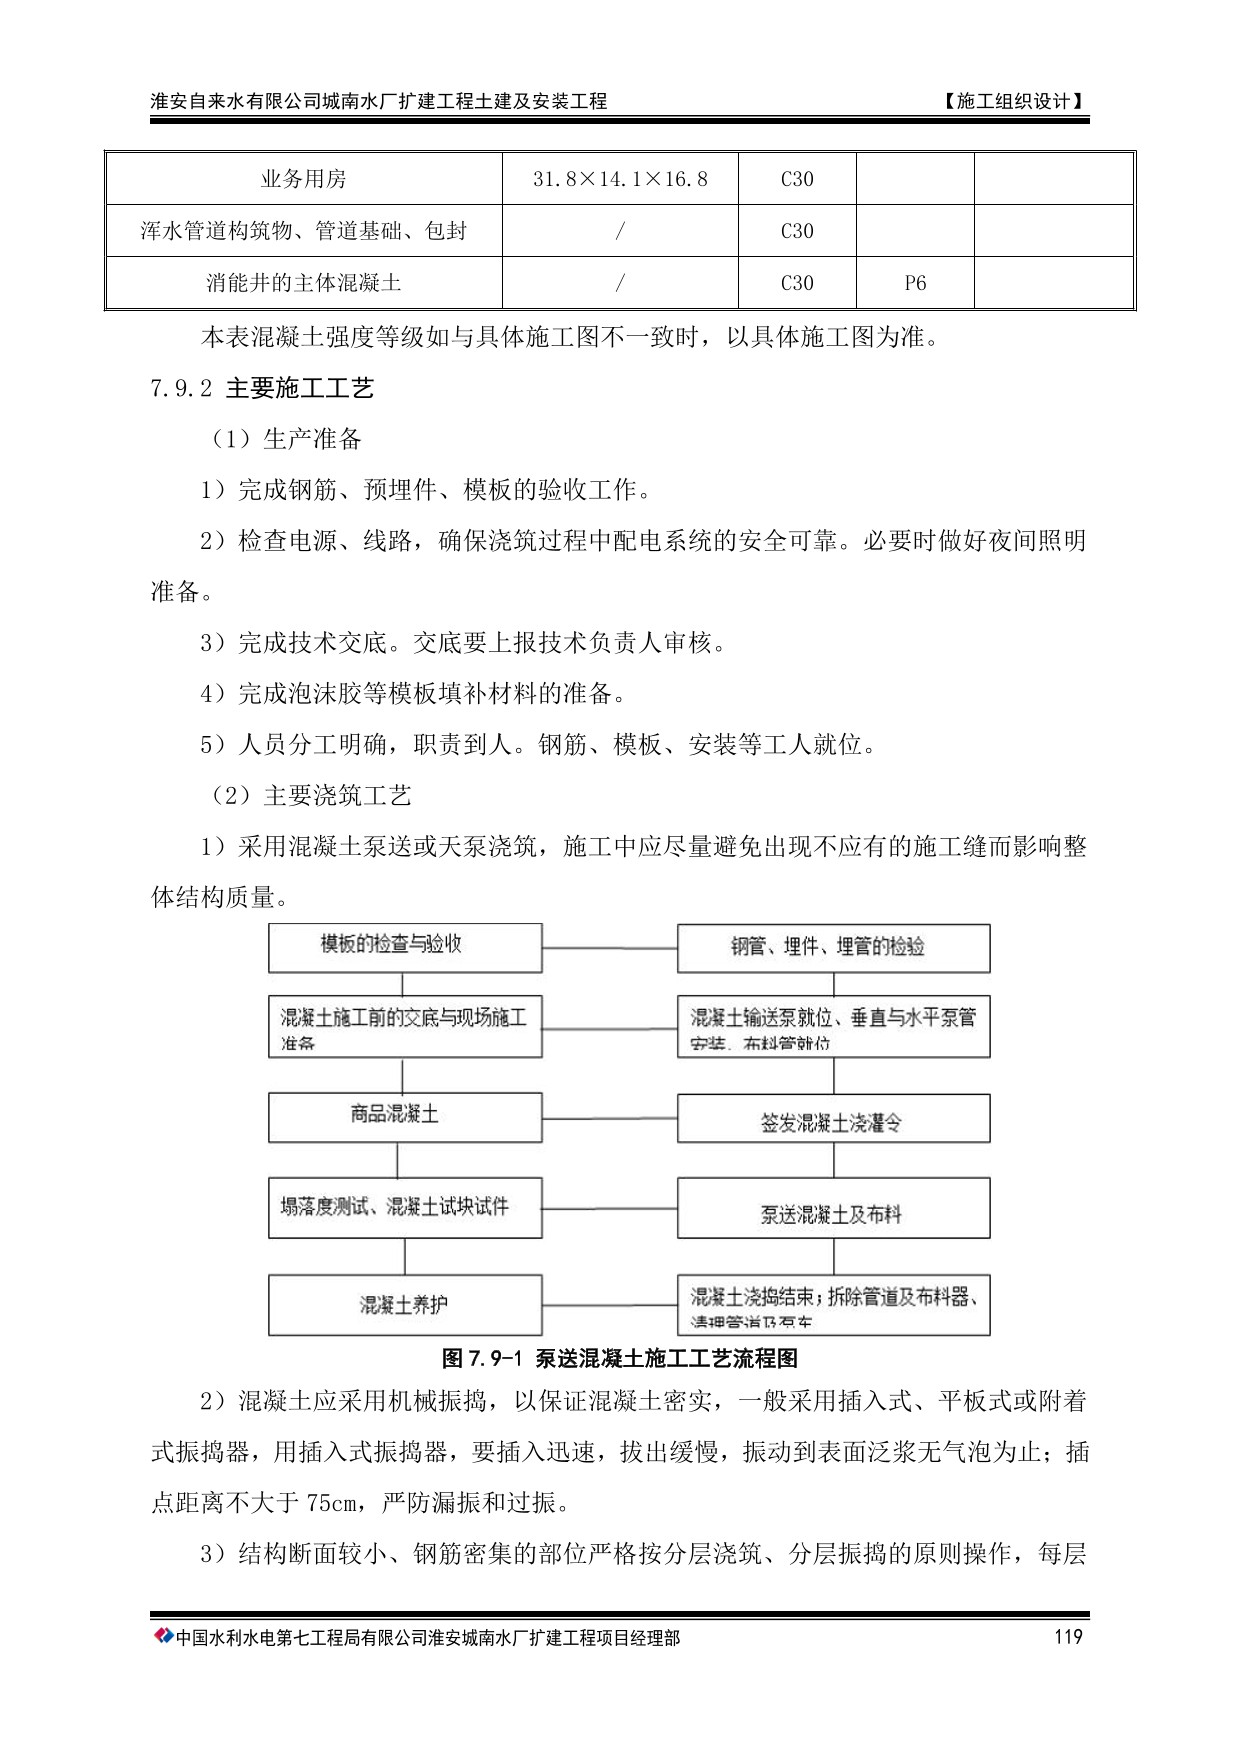 淮安自来水有限公司城南水厂扩建工程土建及安装工程 【施工组织设计】
业务用房 31.8×14.1×16.8 C30
浑水管道构筑物、管道基础、包封 / C30
消能井的主体混凝土 / C30 P6
本表混凝土强度等级如与具体施工图不一致时，以具体施工图为准。
7.9.2 主要施工工艺
（1）生产准备
1）完成钢筋、预埋件、模板的验收工作。
2）检查电源、线路，确保浇筑过程中配电系统的安全可靠。必要时做好夜间照明
准备。
3）完成技术交底。交底要上报技术负责人审核。
4）完成泡沫胶等模板填补材料的准备。
5）人员分工明确，职责到人。钢筋、模板、安装等工人就位。
（2）主要浇筑工艺
1）采用混凝土泵送或天泵浇筑，施工中应尽量避免出现不应有的施工缝而影响整
体结构质量。
模板的检查与验收 钢管、埋件、埋管的检验
混凝土施工前的交底与现场施工
准备
混凝土输送泵就位、垂直与水平泵管
安装、布料管就位
商品混凝土 签发混凝土浇灌令
塌落度测试、混凝土试块试件 泵送混凝土及布料
混凝土养护
混凝土浇捣结束;拆除管道及布料器、
清理管道及泵车
图 7.9-1 泵送混凝土施工工艺流程图
2）混凝土应采用机械振捣，以保证混凝土密实，一般采用插入式、平板式或附着
式振捣器，用插入式振捣器，要插入迅速，拔出缓慢，振动到表面泛浆无气泡为止；插
点距离不大于 75cm，严防漏振和过振。
3）结构断面较小、钢筋密集的部位严格按分层浇筑、分层振捣的原则操作，每层
中国水利水电第七工程局有限公司淮安城南水厂扩建工程项目经理部 119